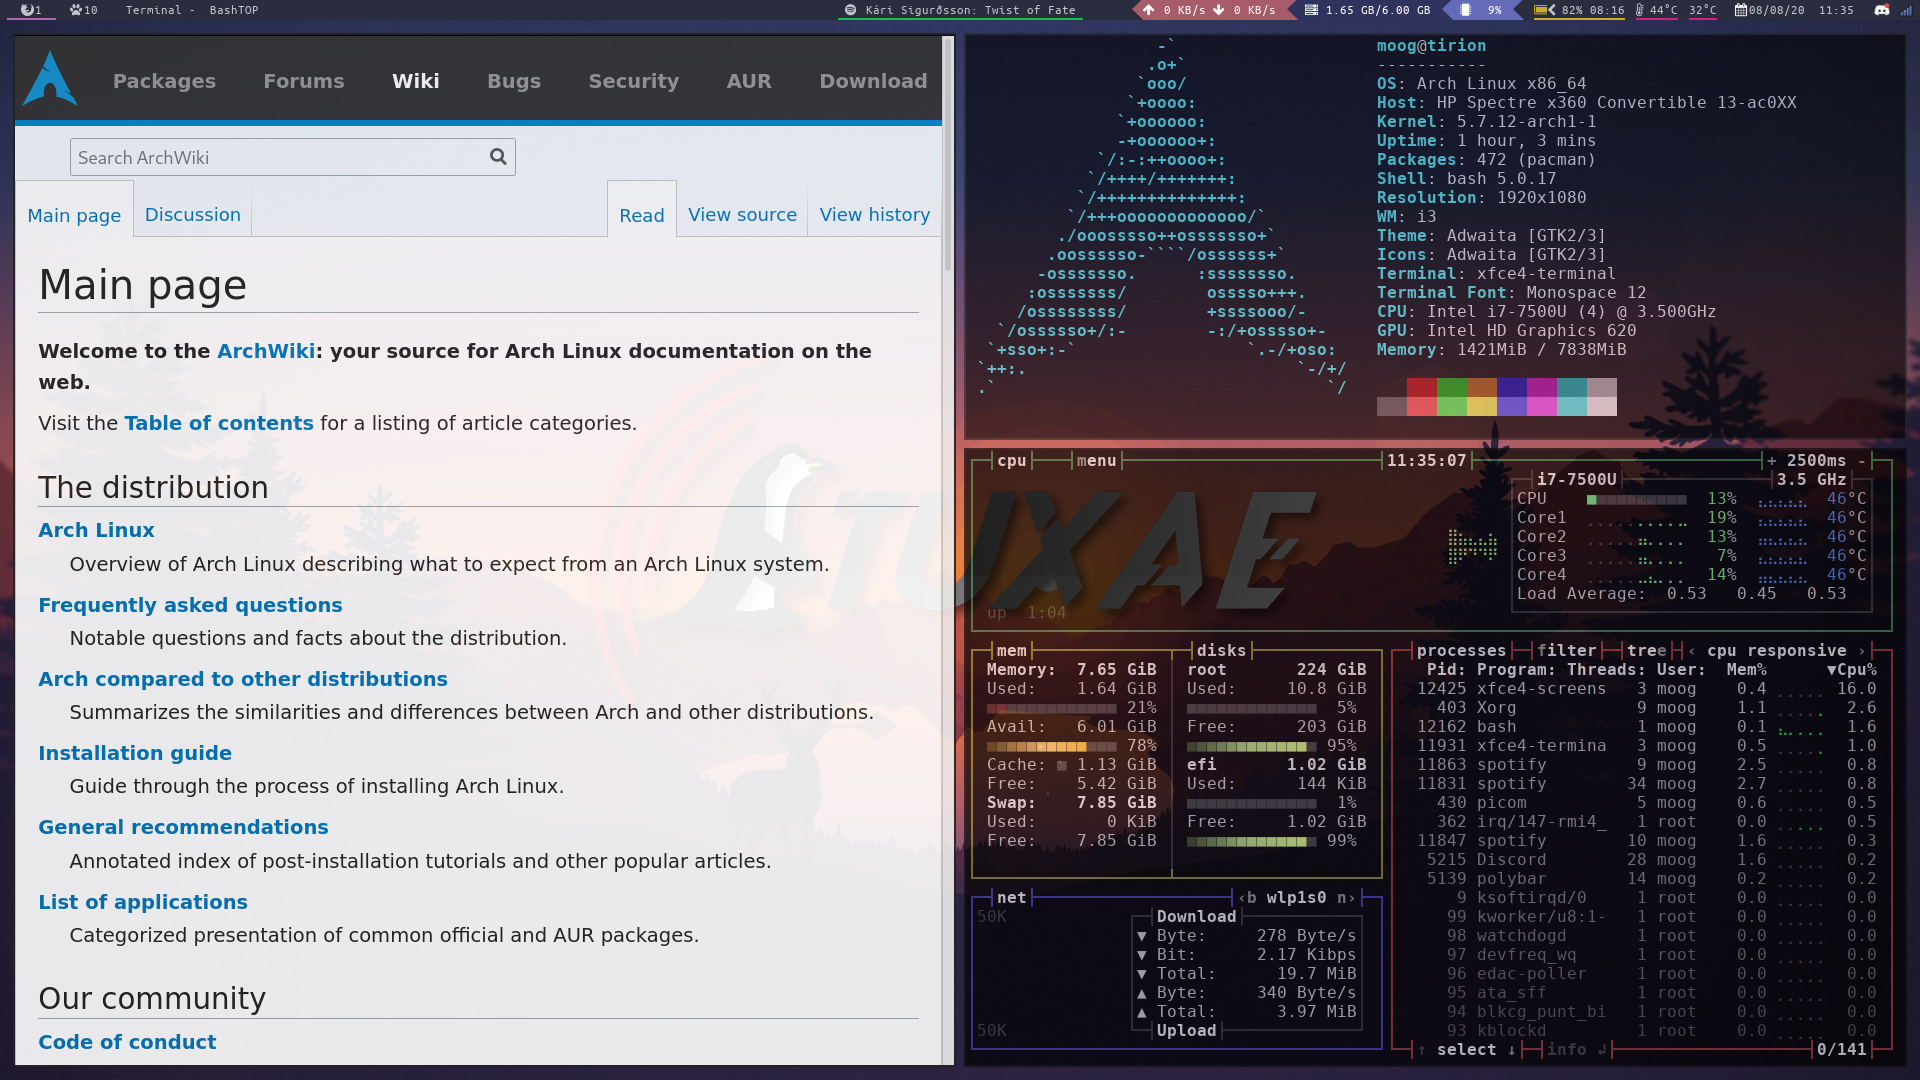 1 10 Terminal - BashTOP Kári Sigurðsson: Twist of Fate 0 KB/s 0 KB/s 1.65 GB/6.00 GB 9% 82% 08:16 44°C 32°C 08/08/20 11:35
Packages Forums Wiki Bugs Security AUR Download
Search ArchWiki
Main page Discussion Read View source View history
Main page
Welcome to the ArchWiki: your source for Arch Linux documentation on the
web.
Visit the Table of contents for a listing of article categories.
The distribution
Arch Linux
Overview of Arch Linux describing what to expect from an Arch Linux system.
Frequently asked questions
Notable questions and facts about the distribution.
Arch compared to other distributions
Summarizes the similarities and differences between Arch and other distributions.
Installation guide
Guide through the process of installing Arch Linux.
General recommendations
Annotated index of post-installation tutorials and other popular articles.
List of applications
Categorized presentation of common official and AUR packages.
Our community
Code of conduct
moog@tirion
-----------
OS: Arch Linux x86_64
Host: HP Spectre x360 Convertible 13-ac0XX
Kernel: 5.7.12-arch1-1
Uptime: 1 hour, 3 mins
Packages: 472 (pacman)
Shell: bash 5.0.17
Resolution: 1920x1080
WM: i3
Theme: Adwaita [GTK2/3]
Icons: Adwaita [GTK2/3]
Terminal: xfce4-terminal
Terminal Font: Monospace 12
CPU: Intel i7-7500U (4) @ 3.500GHz
GPU: Intel HD Graphics 620
Memory: 1421MiB / 7838MiB
cpu menu 11:35:07 + 2500ms -
i7-7500U 3.5 GHz
CPU 13% 46°C
Core1 19% 46°C
Core2 13% 46°C
Core3 7% 46°C
Core4 14% 46°C
Load Average: 0.53 0.45 0.53
up 1:04
ATUXAE
mem
Memory: 7.65 GiB
Used: 1.64 GiB
21%
Avail: 6.01 GiB
78%
Cache: 1.13 GiB
Free: 5.42 GiB
Swap: 7.85 GiB
Used: 0 KiB
Free: 7.85 GiB
disks
root 224 GiB
Used: 10.8 GiB
5%
Free: 203 GiB
95%
efi 1.02 GiB
Used: 144 KiB
1%
Free: 1.02 GiB
99%
net ‹b wlp1s0 n›
50K
Download
▼ Byte: 278 Byte/s
▼ Bit: 2.17 Kibps
▼ Total: 19.7 MiB
▲ Byte: 340 Byte/s
▲ Total: 3.97 MiB
Upload
50K
processes filter tree ‹ cpu responsive ›
Pid: Program: Threads: User: Mem% ▼Cpu%
12425 xfce4-screens 3 moog 0.4 16.0
403 Xorg 9 moog 1.1 2.6
12162 bash 1 moog 0.1 1.6
11931 xfce4-termina 3 moog 0.5 1.0
11863 spotify 9 moog 2.5 0.8
11831 spotify 34 moog 2.7 0.8
430 picom 5 moog 0.6 0.5
362 irq/147-rmi4_ 1 root 0.0 0.5
11847 spotify 10 moog 1.6 0.3
5215 Discord 28 moog 1.6 0.2
5139 polybar 14 moog 0.2 0.2
9 ksoftirqd/0 1 root 0.0 0.0
99 kworker/u8:1- 1 root 0.0 0.0
98 watchdogd 1 root 0.0 0.0
97 devfreq_wq 1 root 0.0 0.0
96 edac-poller 1 root 0.0 0.0
95 ata_sff 1 root 0.0 0.0
94 blkcg_punt_bi 1 root 0.0 0.0
93 kblockd 1 root 0.0 0.0
↑ select ↓ info ↲ 0/141